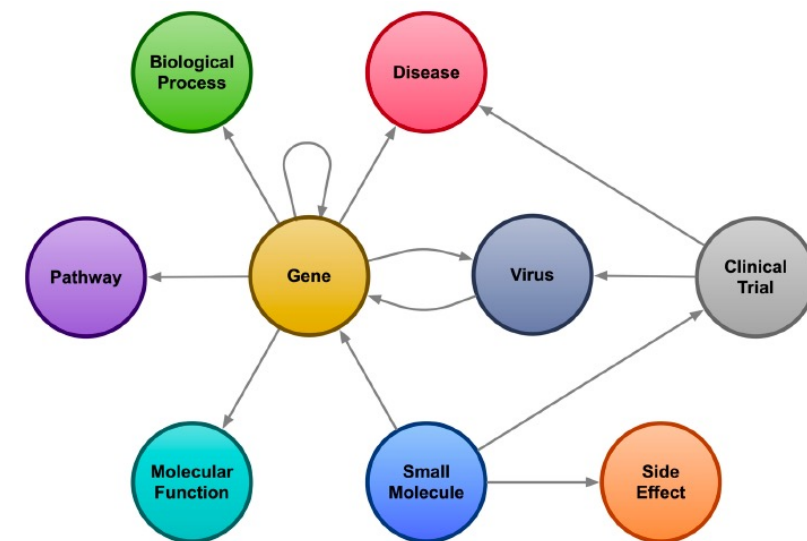 Biological
Process
Disease
Pathway
Gene
Virus
Clinical
Trial
Molecular
Function
Small
Molecule
Side
Effect